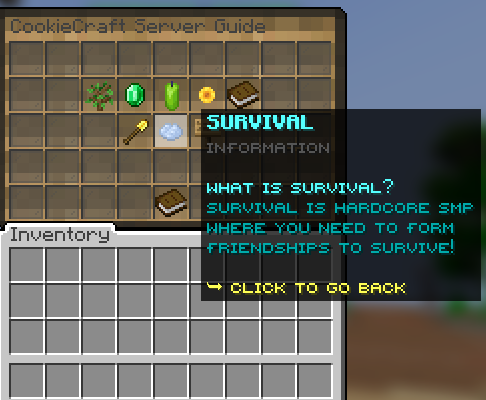 CookieCraft Server Guide
SURVIVAL
INFORMATION
WHAT IS SURVIVAL?
SURVIVAL IS HARDCORE SMP
WHERE YOU NEED TO FORM
FRIENDSHIPS TO SURVIVE!
↪ CLICK TO GO BACK
Inventory